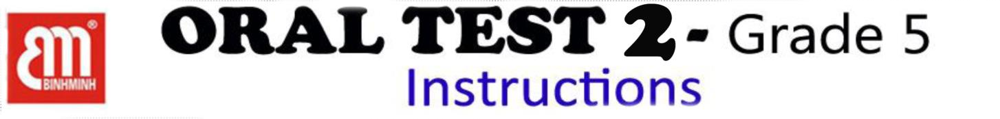 BINHMINH®
ORAL TEST 2 - Grade 5
Instructions